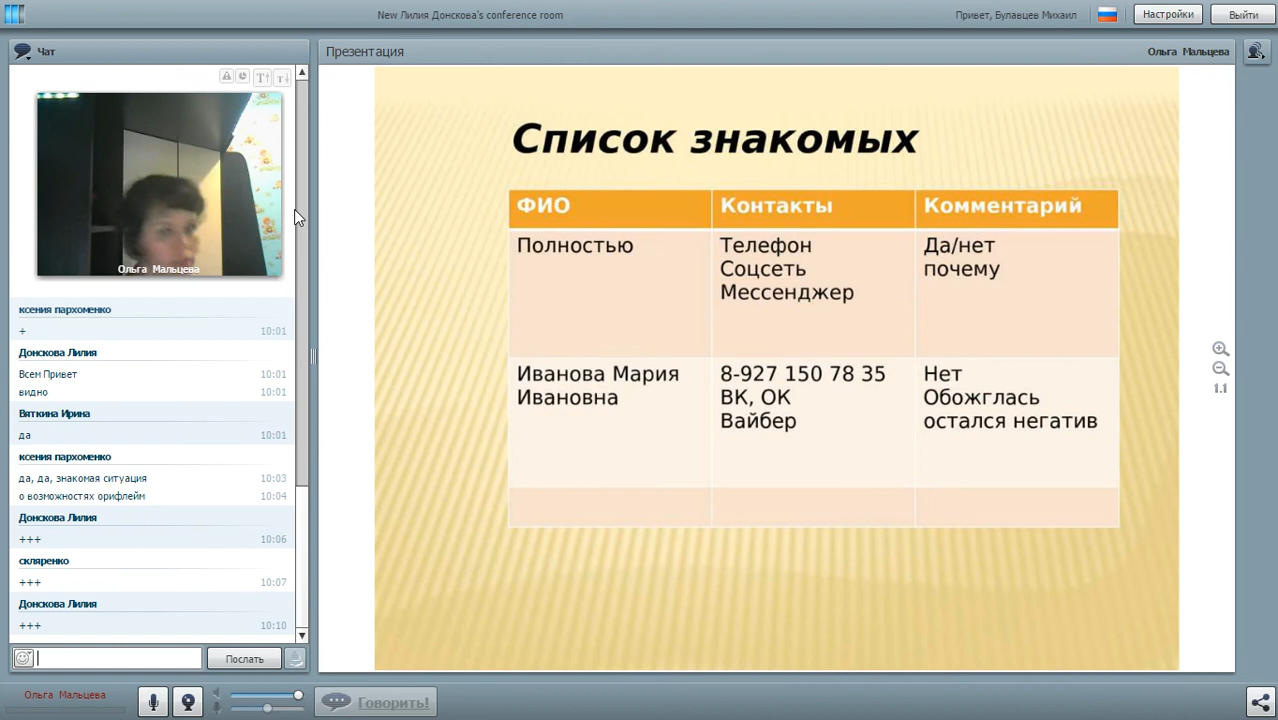 New Лилия Донскова's conference room
Привет, Булавцев Михаил
Настройки
Выйти
Чат
T↑
T↓
Ольга Мальцева
ксения пархоменко
+ 10:01
Донскова Лилия
Всем Привет 10:01
видно 10:01
Вяткина Ирина
да 10:01
ксения пархоменко
да, да, знакомая ситуация 10:03
о возможностях орифлейм 10:04
Донскова Лилия
+++ 10:06
скляренко
+++ 10:07
Донскова Лилия
+++ 10:10
Послать
Презентация
Ольга Мальцева
Список знакомых
ФИО Контакты Комментарий
Полностью Телефон Да/нет
Соцсеть почему
Мессенджер
Иванова Мария 8-927 150 78 35 Нет
Ивановна ВК, ОК Обожглась
Вайбер остался негатив
1.1
Ольга Мальцева
Говорить!